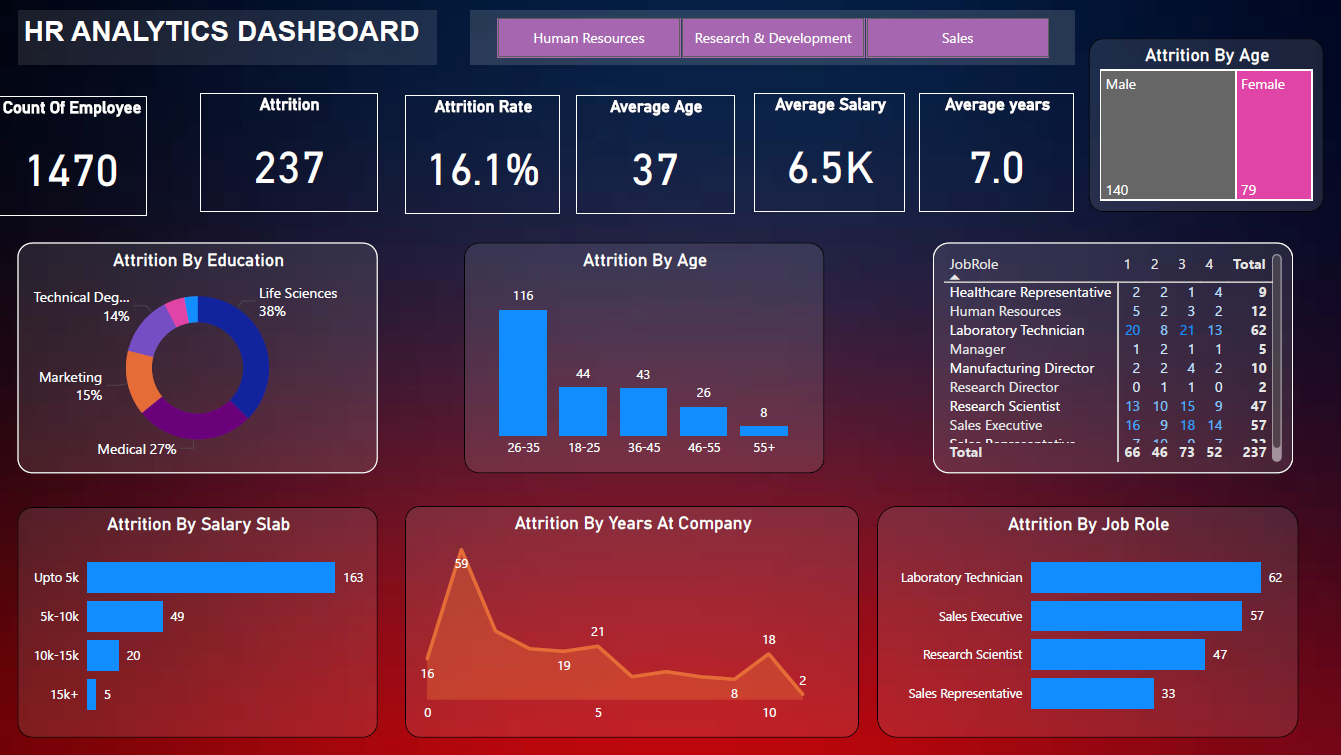 HR ANALYTICS DASHBOARD
Human Resources
Research & Development
Sales
Attrition By Age
Male
Female
140
79
Count Of Employee
1470
Attrition
237
Attrition Rate
16.1%
Average Age
37
Average Salary
6.5K
Average years
7.0
Attrition By Education
Technical Deg...
14%
Life Sciences
38%
Marketing
15%
Medical 27%
Attrition By Age
116
44
43
26
8
26-35 18-25 36-45 46-55 55+
JobRole 1 2 3 4 Total
Healthcare Representative 2 2 1 4 9
Human Resources 5 2 3 2 12
Laboratory Technician 20 8 21 13 62
Manager 1 2 1 1 5
Manufacturing Director 2 2 4 2 10
Research Director 0 1 1 0 2
Research Scientist 13 10 15 9 47
Sales Executive 16 9 18 14 57
Total 66 46 73 52 237
Attrition By Salary Slab
Upto 5k 163
5k-10k 49
10k-15k 20
15k+ 5
Attrition By Years At Company
59
16
19
21
8
18
2
0 5 10
Attrition By Job Role
Laboratory Technician 62
Sales Executive 57
Research Scientist 47
Sales Representative 33